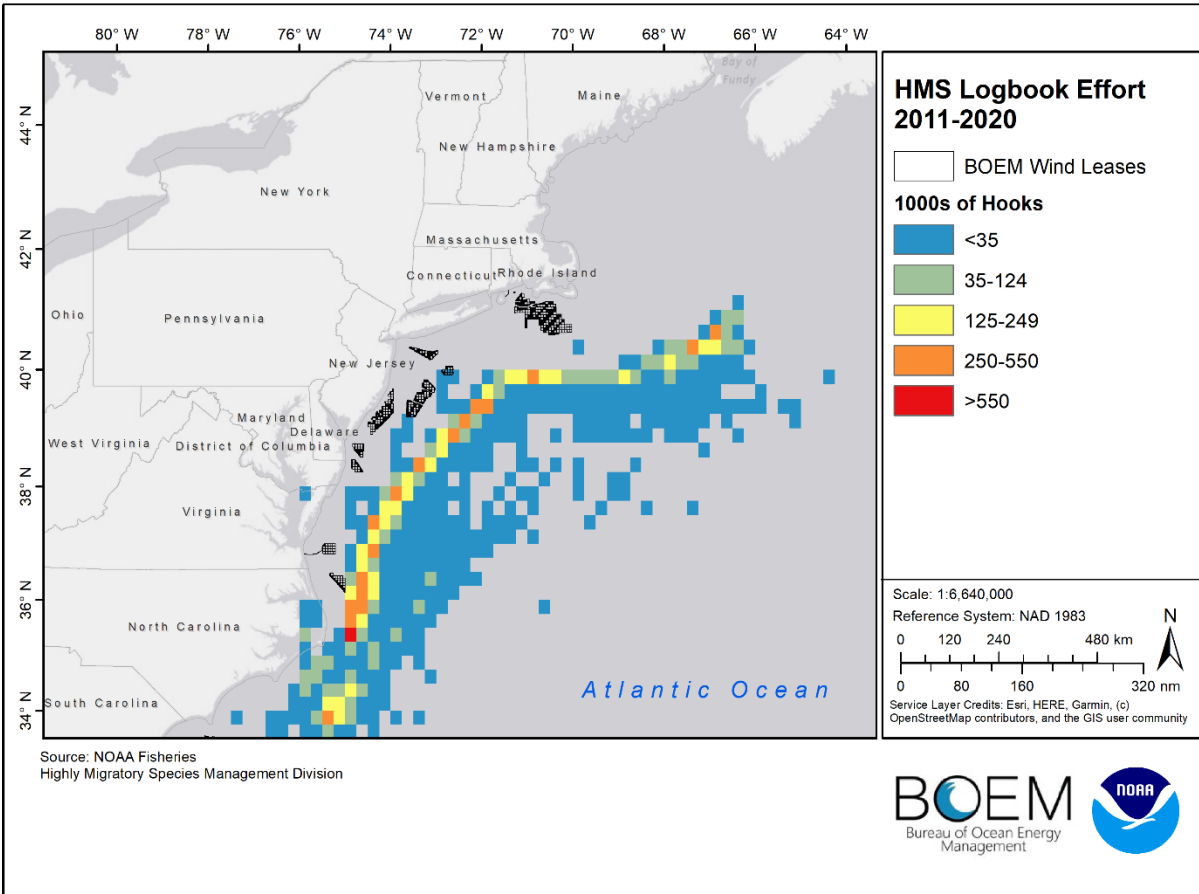 80° W 78° W 76° W 74° W 72° W 70° W 68° W 66° W 64° W
44° N
42° N
40° N
38° N
36° N
34° N
Bay of
Fundy
Vermont
Maine
New Hampshire
New York
Massachusetts
Connecticut Rhode Island
Ohio
Pennsylvania
New Jersey
Maryland
Delaware
West Virginia
District of Columbia
Virginia
North Carolina
South Carolina
Atlantic Ocean
HMS Logbook Effort
2011-2020
BOEM Wind Leases
1000s of Hooks
<35
35-124
125-249
250-550
>550
Scale: 1:6,640,000
Reference System: NAD 1983
N
0 120 240 480 km
0 80 160 320 nm
Service Layer Credits: Esri, HERE, Garmin, (c)
OpenStreetMap contributors, and the GIS user community
Source: NOAA Fisheries
Highly Migratory Species Management Division
BOEM
Bureau of Ocean Energy
Management
NOAA